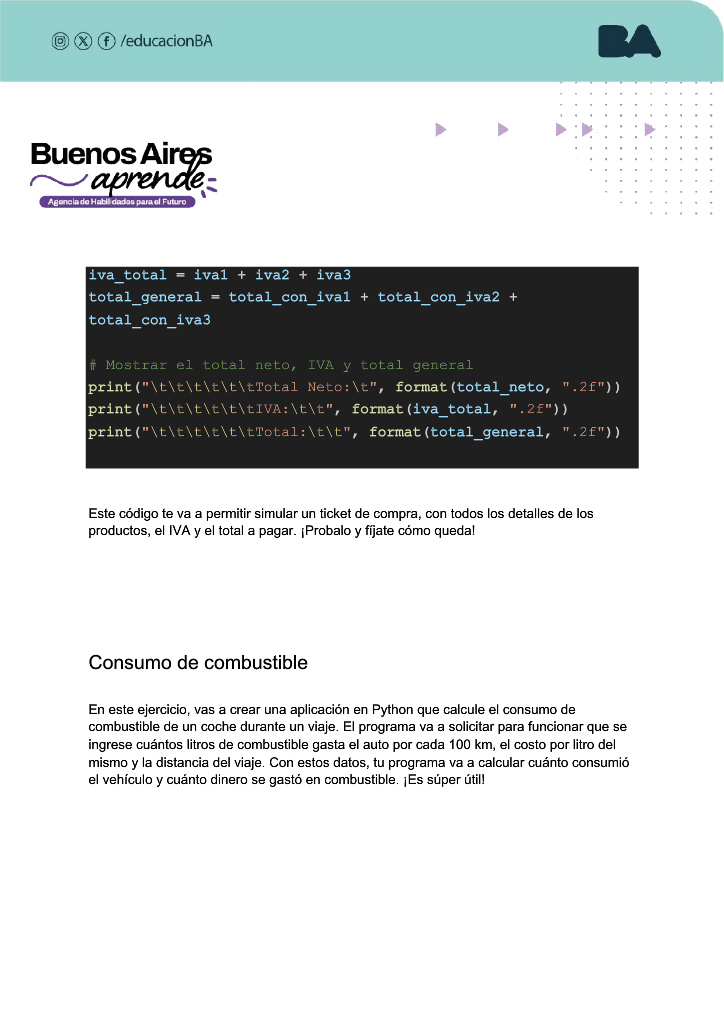 /educacionBA
BA
Buenos Aires
aprende
Agencia de Habilidades para el Futuro
iva_total = iva1 + iva2 + iva3
total_general = total_con_iva1 + total_con_iva2 +
total_con_iva3
# Mostrar el total neto, IVA y total general
print("\t\t\t\t\t\tTotal Neto:\t", format(total_neto, ".2f"))
print("\t\t\t\t\t\tIVA:\t\t", format(iva_total, ".2f"))
print("\t\t\t\t\t\tTotal:\t\t", format(total_general, ".2f"))
Este código te va a permitir simular un ticket de compra, con todos los detalles de los
productos, el IVA y el total a pagar. ¡Probalo y fíjate cómo queda!
Consumo de combustible
En este ejercicio, vas a crear una aplicación en Python que calcule el consumo de
combustible de un coche durante un viaje. El programa va a solicitar para funcionar que se
ingrese cuántos litros de combustible gasta el auto por cada 100 km, el costo por litro del
mismo y la distancia del viaje. Con estos datos, tu programa va a calcular cuánto consumió
el vehículo y cuánto dinero se gastó en combustible. ¡Es súper útil!